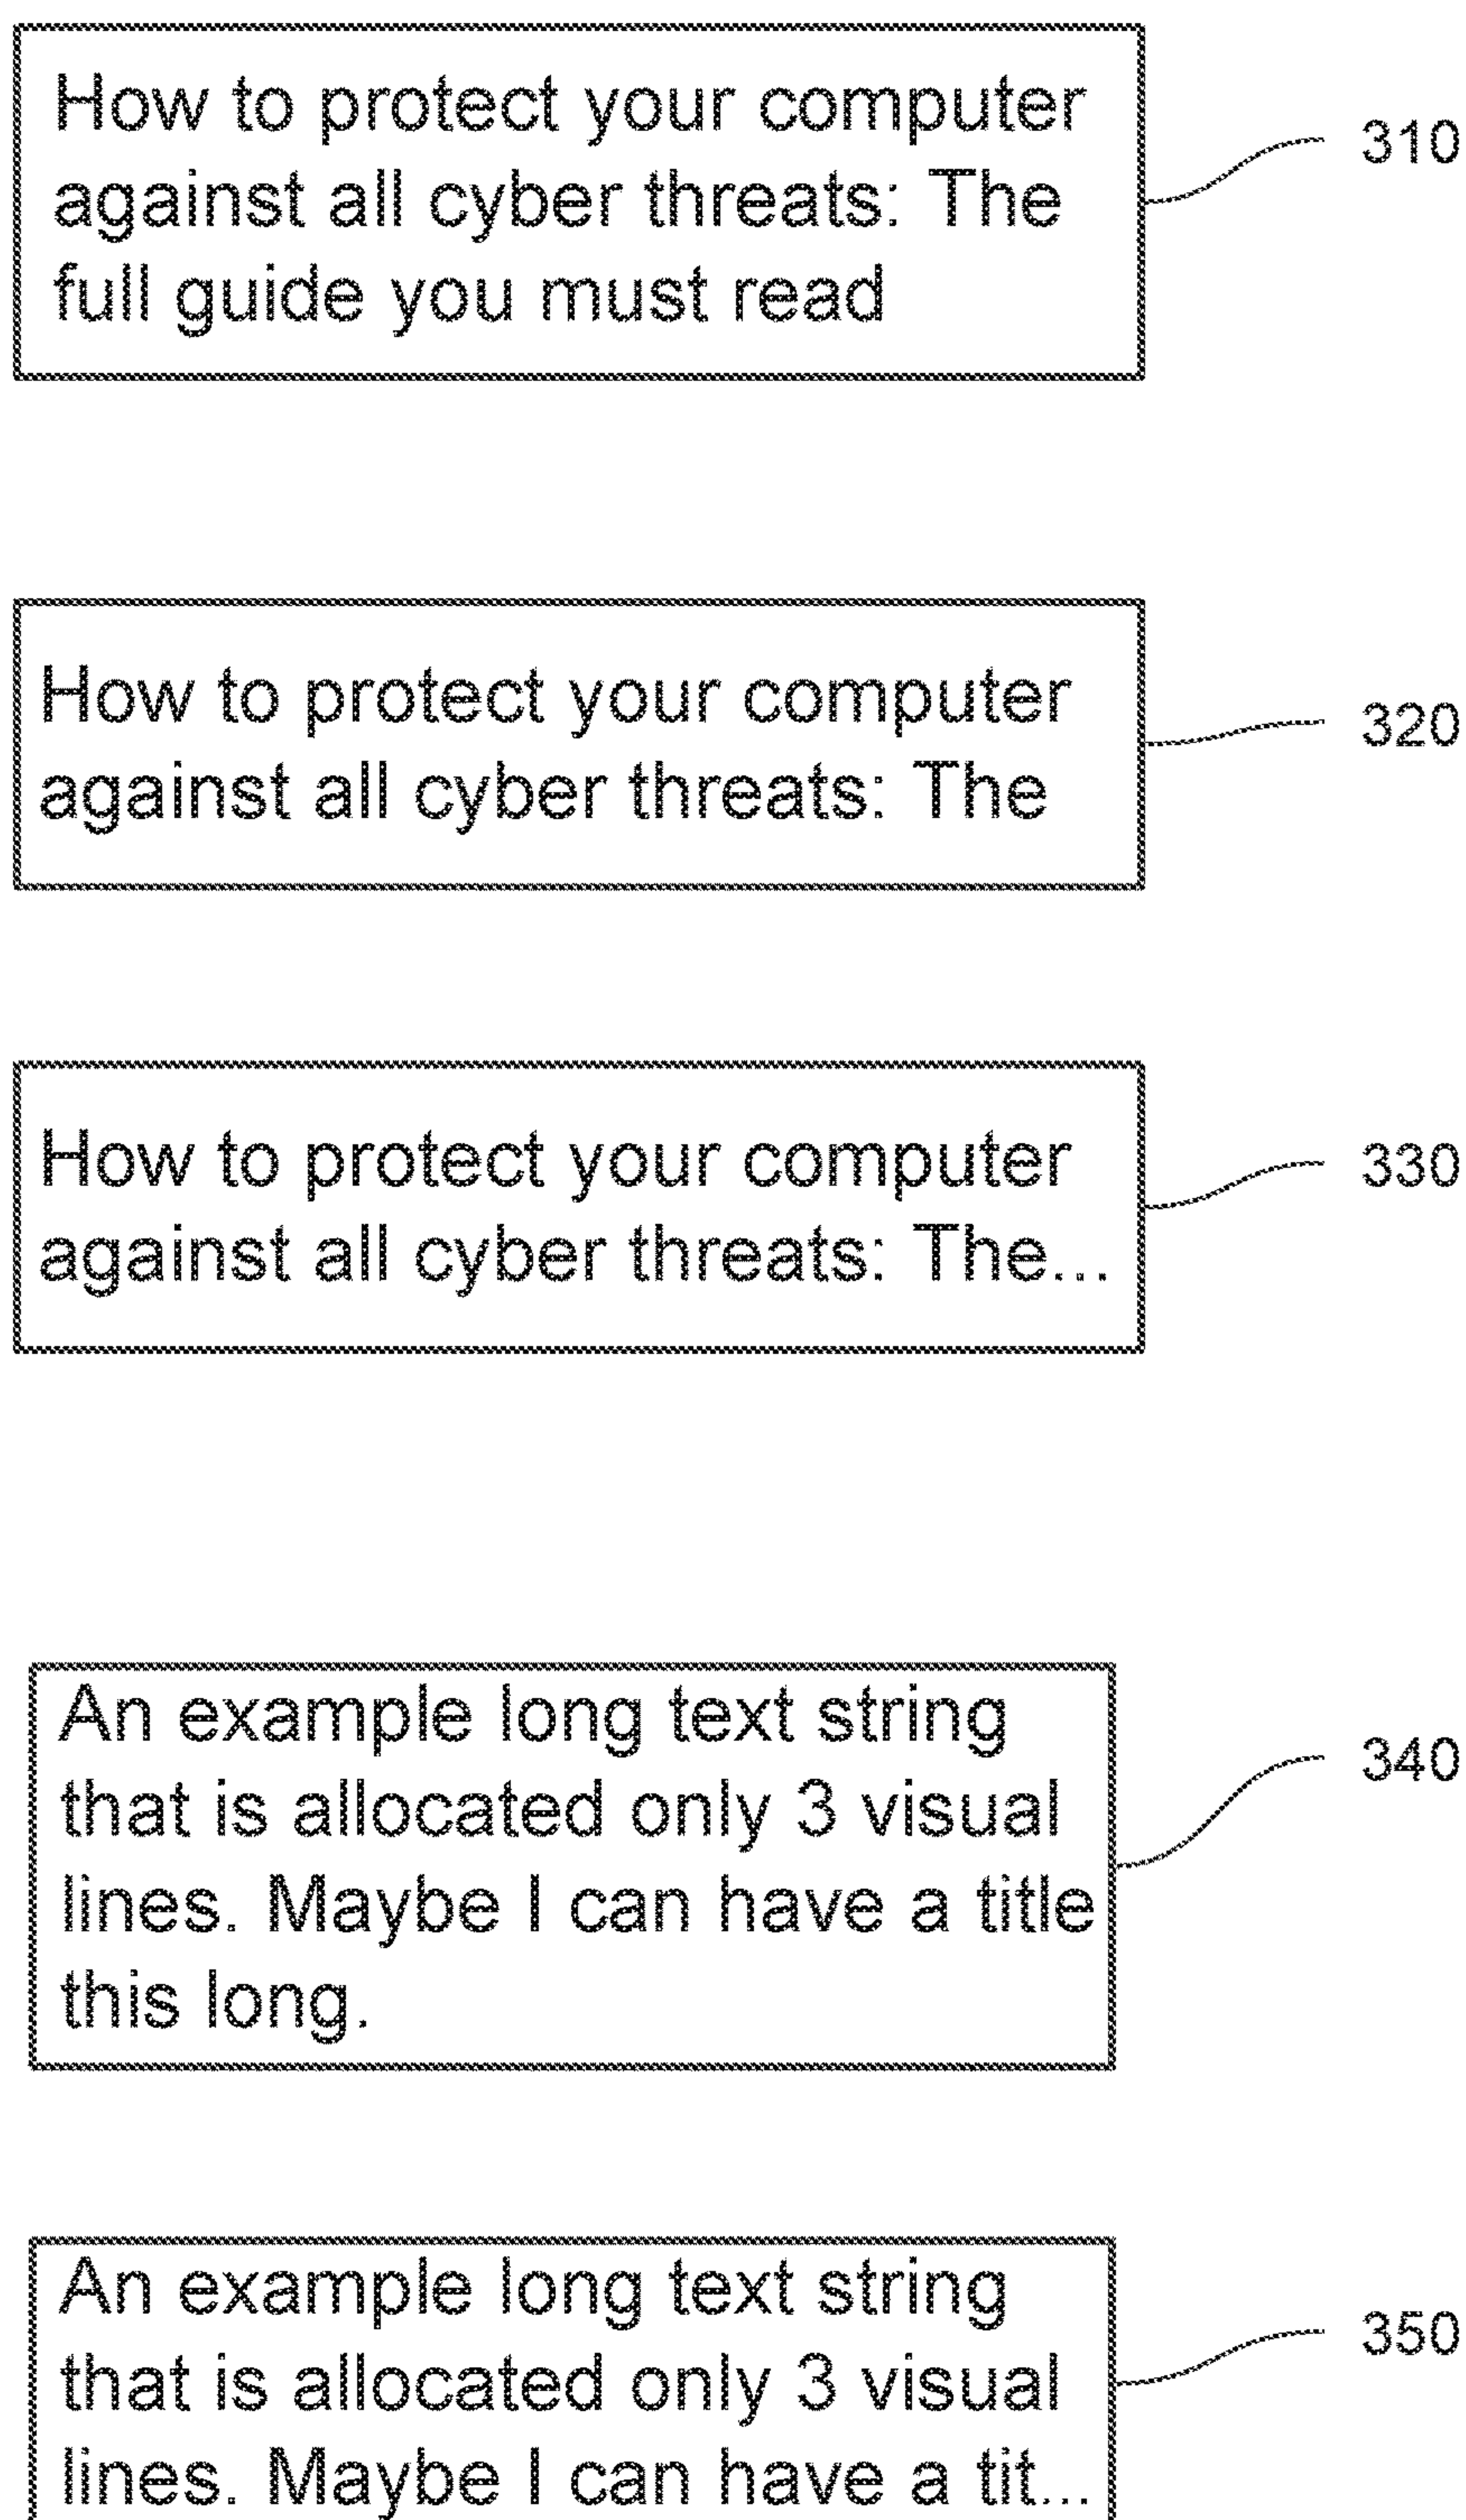 How to protect your computer
against all cyber threats: The
full guide you must read
310
How to protect your computer
against all cyber threats: The
320
How to protect your computer
against all cyber threats: The...
330
An example long text string
that is allocated only 3 visual
lines. Maybe I can have a title
this long.
340
An example long text string
that is allocated only 3 visual
lines. Maybe I can have a tit...
350